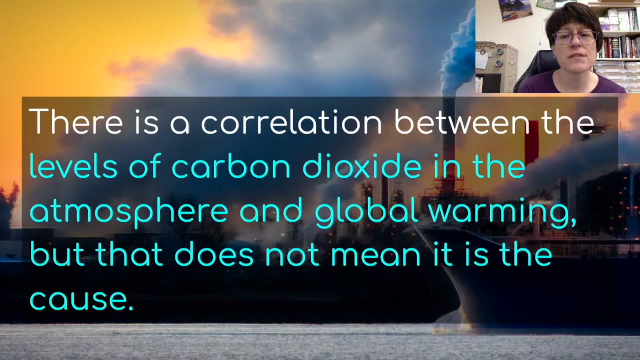 There is a correlation between the
levels of carbon dioxide in the
atmosphere and global warming,
but that does not mean it is the
cause.